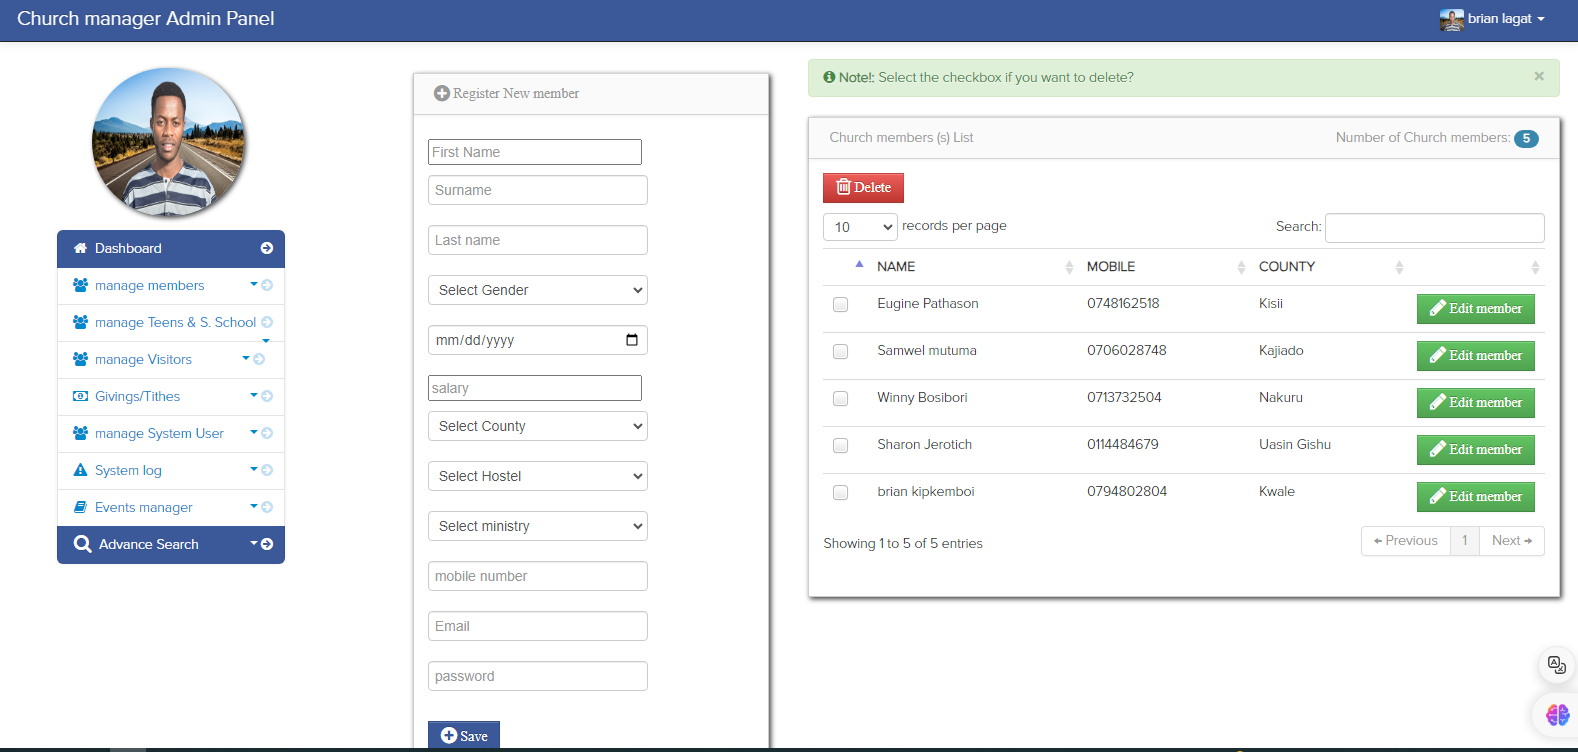 Church manager Admin Panel
brian lagat
Dashboard
manage members
manage Teens & S. School
manage Visitors
Givings/Tithes
manage System User
System log
Events manager
Advance Search
Register New member
First Name
Surname
Last name
Select Gender
mm/dd/yyyy
salary
Select County
Select Hostel
Select ministry
mobile number
Email
password
Save
Note!: Select the checkbox if you want to delete?
×
Church members (s) List
Number of Church members: 5
Delete
10 records per page
Search:
NAME MOBILE COUNTY
Eugine Pathason 0748162518 Kisii Edit member
Samwel mutuma 0706028748 Kajiado Edit member
Winny Bosibori 0713732504 Nakuru Edit member
Sharon Jerotich 0114484679 Uasin Gishu Edit member
brian kipkemboi 0794802804 Kwale Edit member
Showing 1 to 5 of 5 entries
← Previous 1 Next →